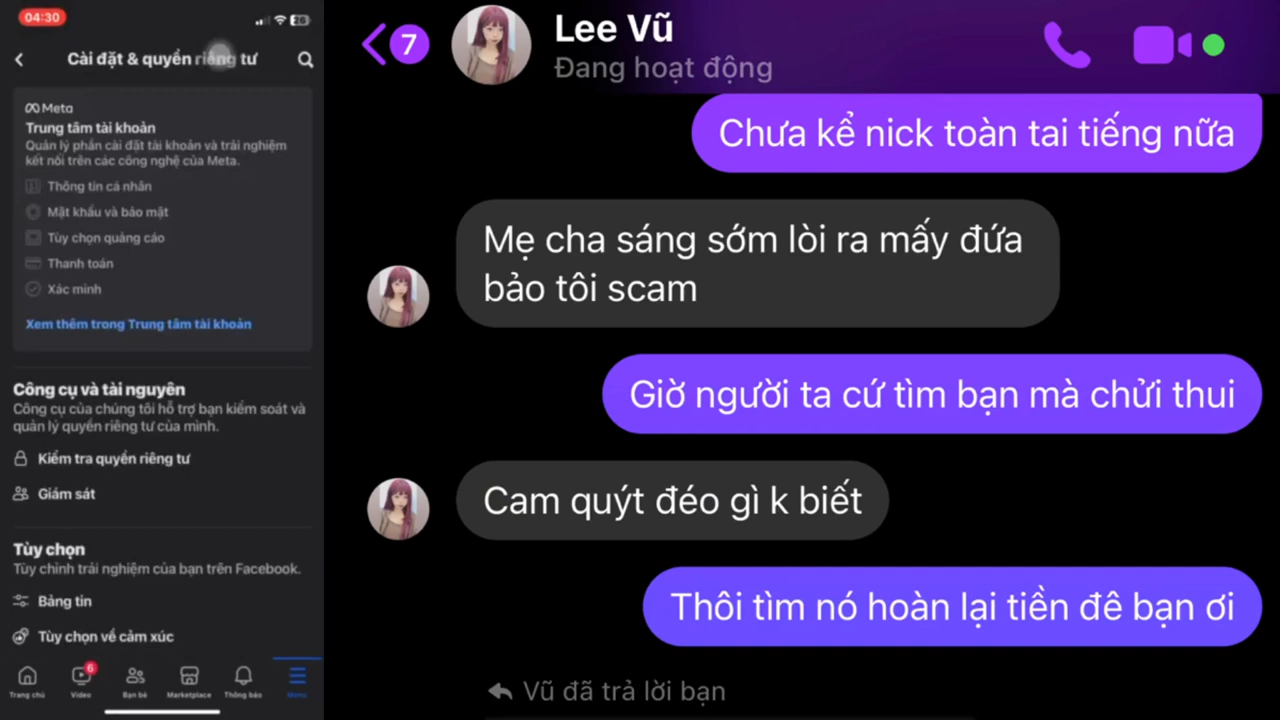 04:30
Cài đặt & quyền riêng tư
Meta
Trung tâm tài khoản
Quản lý phần cài đặt tài khoản và trải nghiệm
kết nối trên các công nghệ của Meta.
Thông tin cá nhân
Mật khẩu và bảo mật
Tùy chọn quảng cáo
Thanh toán
Xác minh
Xem thêm trong Trung tâm tài khoản
Công cụ và tài nguyên
Công cụ của chúng tôi hỗ trợ bạn kiểm soát và
quản lý quyền riêng tư của mình.
Kiểm tra quyền riêng tư
Giám sát
Tùy chọn
Tùy chỉnh trải nghiệm của bạn trên Facebook.
Bảng tin
Tùy chọn về cảm xúc
6
Trang chủ
Video
Bạn bè
Marketplace
Thông báo
Menu
7
Lee Vũ
Đang hoạt động
Chưa kể nick toàn tai tiếng nữa
Mẹ cha sáng sớm lòi ra mấy đứa
bảo tôi scam
Giờ người ta cứ tìm bạn mà chửi thui
Cam quýt đéo gì k biết
Thôi tìm nó hoàn lại tiền đê bạn ơi
Vũ đã trả lời bạn